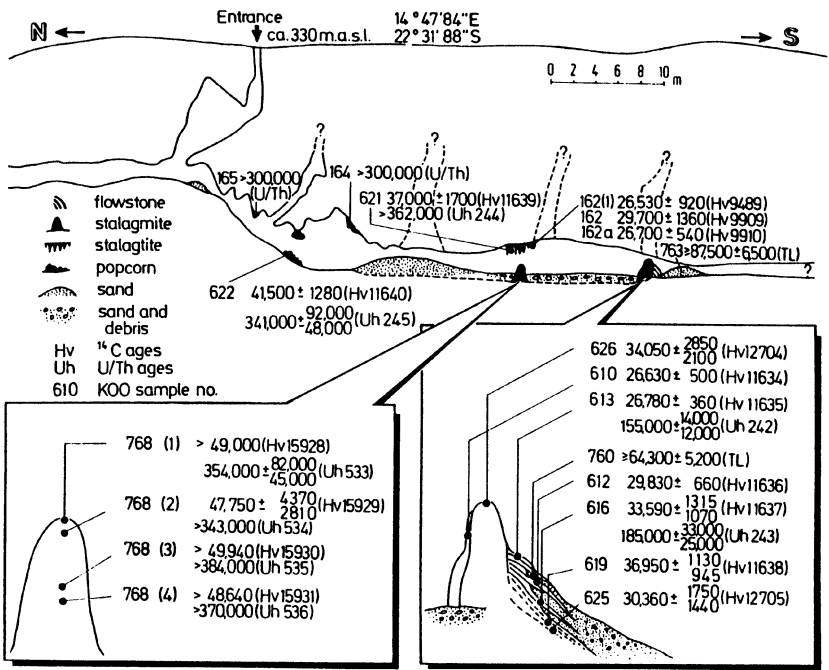 N
Entrance
ca. 330 m.a.s.l.
14°47'84"E
22°31'88"S
S
0 2 4 6 8 10 m
?
?
?
?
165 >300,000
(U/Th)
164 >300,000 (U/Th)
621 37,000 ± 1700 (Hv11639)
>362,000 (Uh 244)
162(1) 26,530 ± 920 (Hv9489)
162 29,700 ± 1360 (Hv9909)
162a 26,700 ± 540 (Hv9910)
763 ≥87,500 ± 6,500 (TL)
?
flowstone
stalagmite
stalagtite
popcorn
sand
sand and
debris
Hv 14C ages
Uh U/Th ages
610 KOO sample no.
622 41,500 ± 1280 (Hv11640)
341,000 ± 92,000
48,000 (Uh 245)
768 (1) > 49,000 (Hv15928)
354,000 ± 82,000
45,000 (Uh 533)
768 (2) 47,750 ± 4370
2810 (Hv15929)
>343,000 (Uh 534)
768 (3) > 49,940 (Hv15930)
>384,000 (Uh 535)
768 (4) > 48,640 (Hv15931)
>370,000 (Uh 536)
626 34,050 ± 2850
2100 (Hv12704)
610 26,630 ± 500 (Hv11634)
613 26,780 ± 360 (Hv11635)
155,000 ± 14,000
12,000 (Uh 242)
760 ≥64,300 ± 5,200 (TL)
612 29,830 ± 660 (Hv11636)
616 33,590 ± 1315
1070 (Hv11637)
185,000 ± 33,000
25,000 (Uh 243)
619 36,950 ± 1130
945 (Hv11638)
625 30,360 ± 1750
1440 (Hv12705)